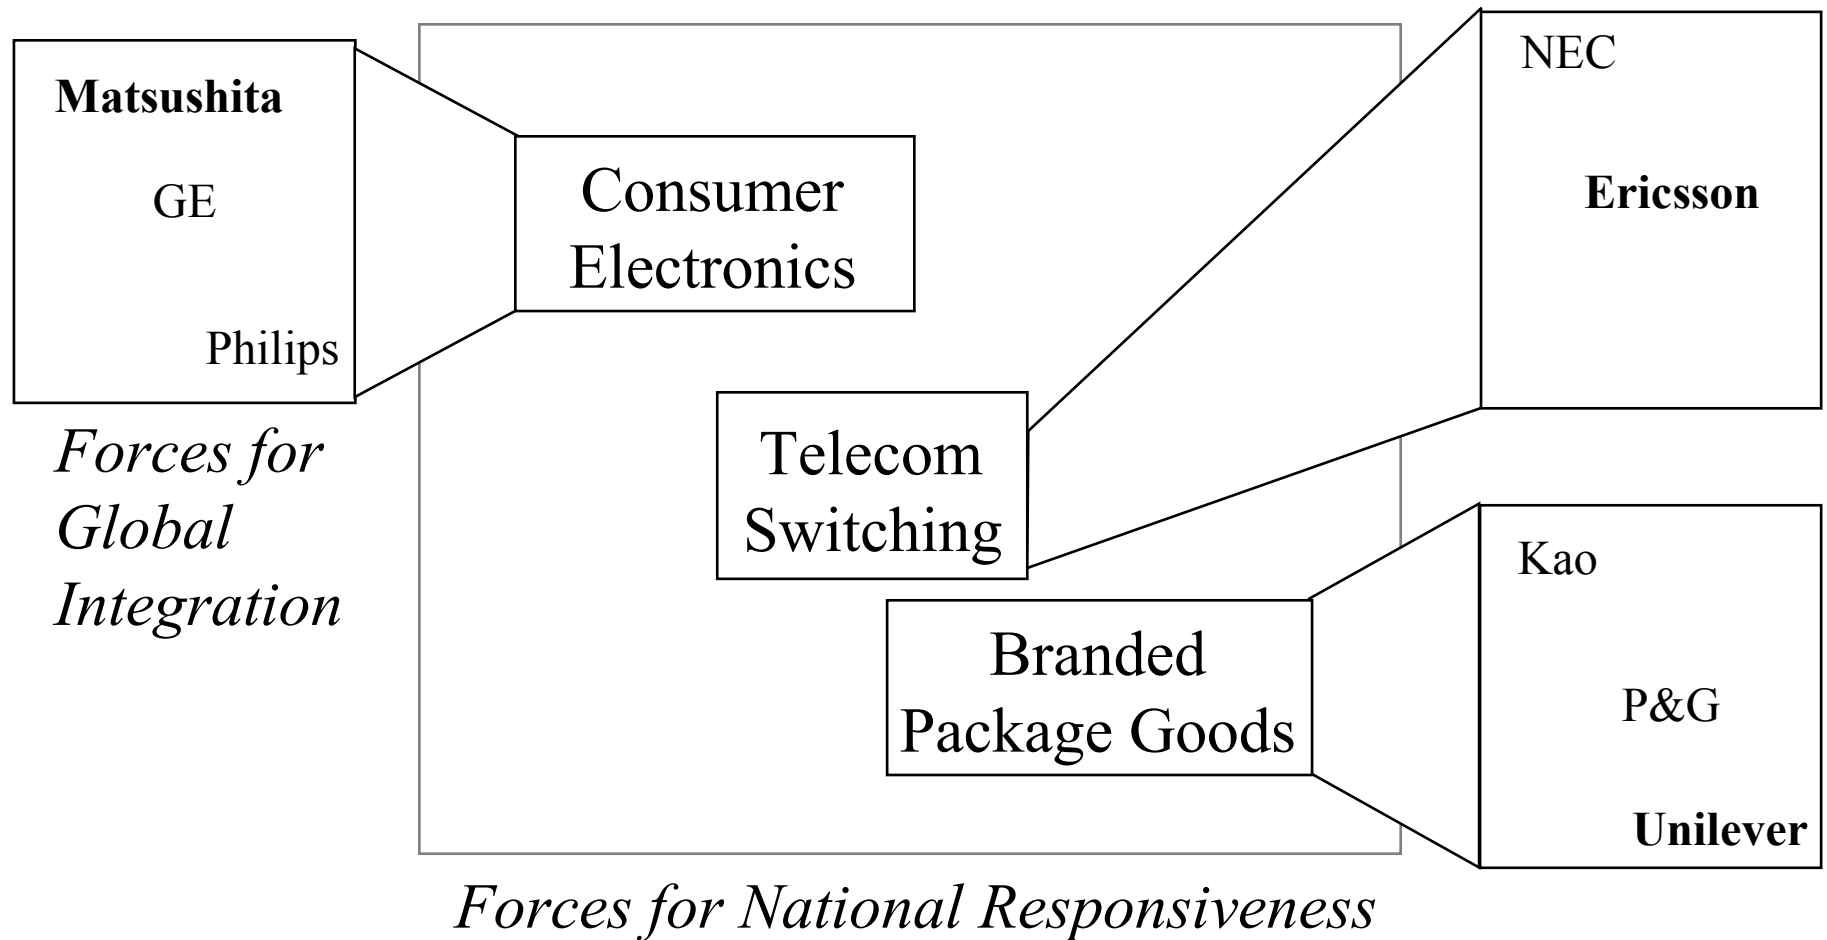 Matsushita
GE
Philips
Forces for
Global
Integration
Consumer
Electronics
Telecom
Switching
Branded
Package Goods
NEC
Ericsson
Kao
P&G
Unilever
Forces for National Responsiveness